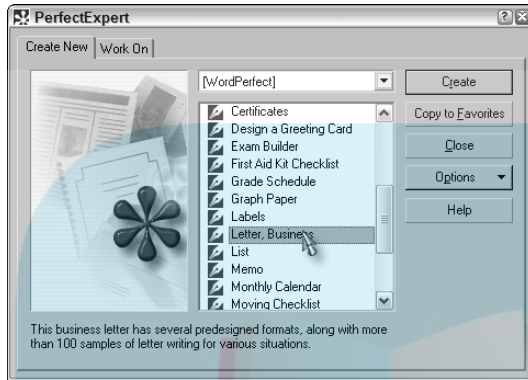 PerfectExpert
Create New Work On
[WordPerfect]
Create
Certificates
Copy to Favorites
Design a Greeting Card
Exam Builder
Close
First Aid Kit Checklist
Grade Schedule
Options
Graph Paper
Labels
Help
Letter, Business
List
Memo
Monthly Calendar
Moving Checklist
This business letter has several predesigned formats, along with more
than 100 samples of letter writing for various situations.